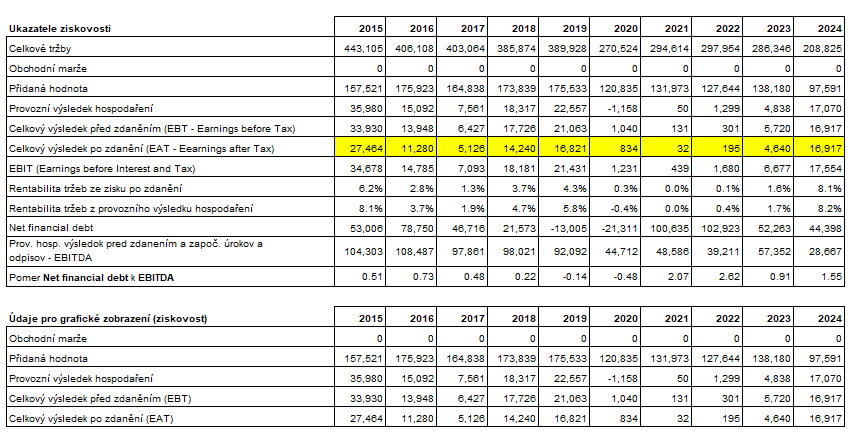 Ukazatele ziskovosti 2015 2016 2017 2018 2019 2020 2021 2022 2023 2024
Celkové tržby 443,105 406,108 403,064 385,874 389,928 270,524 294,614 297,954 286,346 208,825
Obchodní marže 0 0 0 0 0 0 0 0 0 0
Přidaná hodnota 157,521 175,923 164,838 173,839 175,533 120,835 131,973 127,644 138,180 97,591
Provozní výsledek hospodaření 35,980 15,092 7,561 18,317 22,557 -1,158 50 1,299 4,838 17,070
Celkový výsledek před zdaněním (EBT - Earnings before Tax) 33,930 13,948 6,427 17,726 21,063 1,040 131 301 5,720 16,917
Celkový výsledek po zdanění (EAT - Eearnings after Tax) 27,464 11,280 5,126 14,240 16,821 834 32 195 4,640 16,917
EBIT (Earnings before Interest and Tax) 34,678 14,785 7,093 18,181 21,431 1,231 439 1,680 6,677 17,554
Rentabilita tržeb ze zisku po zdanění 6.2% 2.8% 1.3% 3.7% 4.3% 0.3% 0.0% 0.1% 1.6% 8.1%
Rentabilita tržeb z provozního výsledku hospodaření 8.1% 3.7% 1.9% 4.7% 5.8% -0.4% 0.0% 0.4% 1.7% 8.2%
Net financial debt 53,006 78,750 46,716 21,573 -13,005 -21,311 100,635 102,923 52,263 44,398
Prov. hosp. výsledok pred zdanením a započ. úrokov a
odpisov - EBITDA 104,303 108,487 97,861 98,021 92,092 44,712 48,586 39,211 57,352 28,667
Pomer Net financial debt k EBITDA 0.51 0.73 0.48 0.22 -0.14 -0.48 2.07 2.62 0.91 1.55
Údaje pro grafické zobrazení (ziskovost) 2015 2016 2017 2018 2019 2020 2021 2022 2023 2024
Obchodní marže 0 0 0 0 0 0 0 0 0 0
Přidaná hodnota 157,521 175,923 164,838 173,839 175,533 120,835 131,973 127,644 138,180 97,591
Provozní výsledek hospodaření 35,980 15,092 7,561 18,317 22,557 -1,158 50 1,299 4,838 17,070
Celkový výsledek před zdaněním (EBT) 33,930 13,948 6,427 17,726 21,063 1,040 131 301 5,720 16,917
Celkový výsledek po zdanění (EAT) 27,464 11,280 5,126 14,240 16,821 834 32 195 4,640 16,917